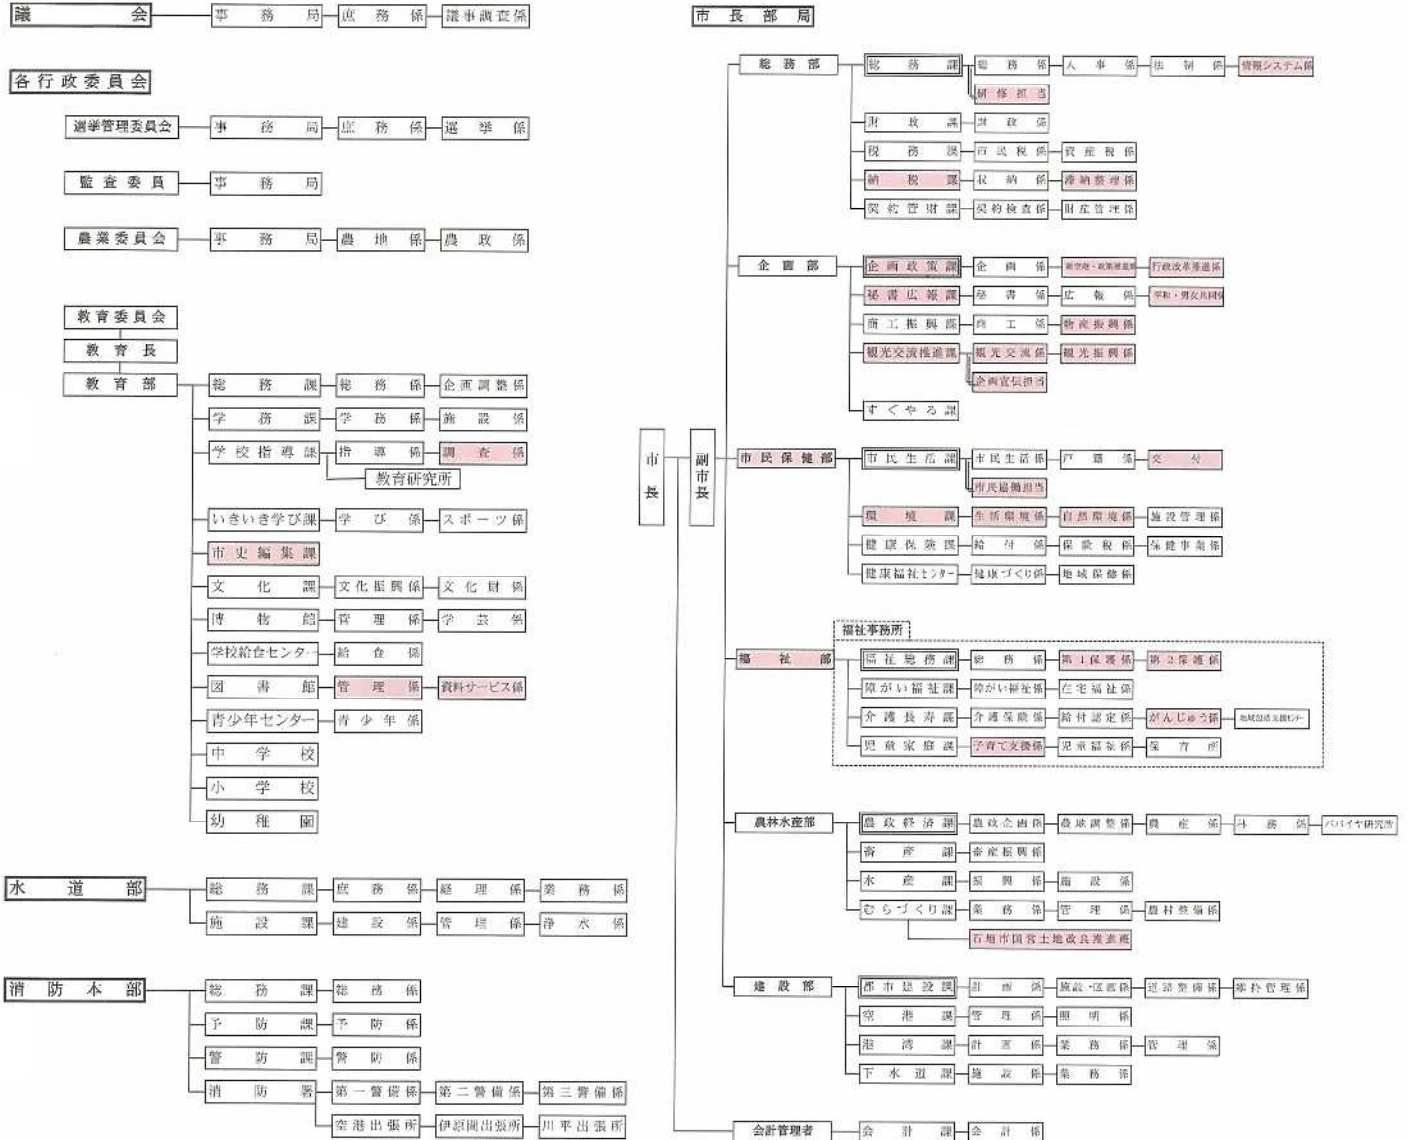 議会 事務局 庶務係 議事調査係
各行政委員会
選挙管理委員会 事務局 庶務係 選挙係
監査委員 事務局
農業委員会 事務局 農地係 農政係
教育委員会
教育長
教育部 総務課 総務係 企画調整係
学務課 学務係 施設係
学校指導課 指導係 調査係
教育研究所
いきいき学び課 学び係 スポーツ係
市史編集課
文化課 文化振興係 文化財係
博物館 管理係 学芸係
学校給食センター 給食係
図書館 管理係 資料サービス係
青少年センター 青少年係
中学校
小学校
幼稚園
水道部 総務課 庶務係 経理係 業務係
施設課 建設係 管理係 浄水係
消防本部 総務課 総務係
予防課 予防係
警防課 警防係
消防署 第一警備係 第二警備係 第三警備係
空港出張所 伊原間出張所 川平出張所
市長部局
市長
副市長
総務部 総務課 総務係 人事係 法制係 情報システム係
研修担当
財政課 財政係
税務課 市民税係 資産税係
納税課 収納係 滞納整理係
契約管財課 契約検査係 財産管理係
企画部 企画政策課 企画係 行政改革推進係
秘書広報課 秘書係 広報係 平和・男女共同係
商工振興課 商工係 物産振興係
観光交流推進課 観光交流係 観光振興係
企画宣伝担当
すぐやる課
市民保健部 市民生活課 市民生活係 戸籍係 交付
市民協働担当
環境課 生活環境係 自然環境係 施設管理係
健康保険課 給付係 保険税係 保健事業係
健康福祉センター 健康づくり係 地域保健係
福祉事務所
福祉部 福祉総務課 総務係 第1保護係 第2保護係
障がい福祉課 障がい福祉係 在宅福祉係
介護長寿課 介護保険係 給付認定係 がんじゅう係 地域包括支援センター
児童家庭課 子育て支援係 児童福祉係 保育所
農林水産部 農政経済課 農政企画係 農地調整係 農産係 林務係 パパイヤ研究所
畜産課 畜産振興係
水産課 振興係 施設係
むらづくり課 業務係 管理係 農村整備係
石垣市国営土地改良推進班
建設部 都市建設課 計画係 施設・区画係 道路整備係 維持管理係
空港課 管理係 照明係
港湾課 計画係 業務係 管理係
下水道課 施設係 業務係
会計管理者 会計課 会計係